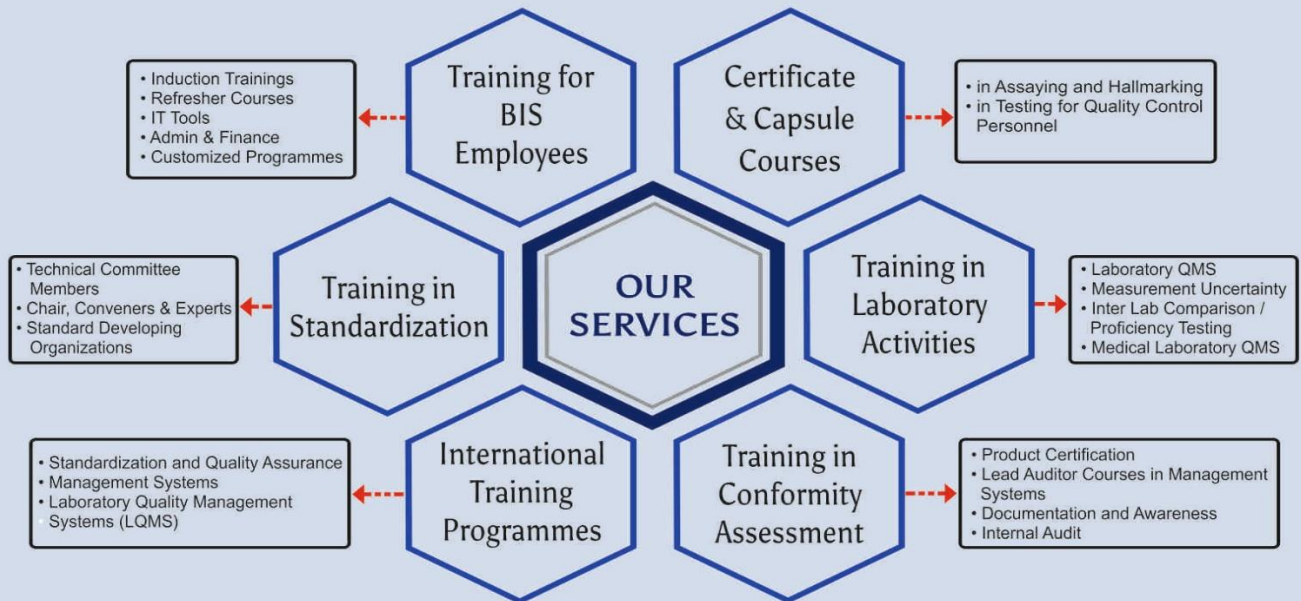 • Induction Trainings
• Refresher Courses
• IT Tools
• Admin & Finance
• Customized Programmes
Training for
BIS
Employees
Certificate
& Capsule
Courses
• in Assaying and Hallmarking
• in Testing for Quality Control
Personnel
• Technical Committee
Members
• Chair, Conveners & Experts
• Standard Developing
Organizations
Training in
Standardization
OUR
SERVICES
Training in
Laboratory
Activities
• Laboratory QMS
• Measurement Uncertainty
• Inter Lab Comparison /
Proficiency Testing
• Medical Laboratory QMS
• Standardization and Quality Assurance
• Management Systems
• Laboratory Quality Management
• Systems (LQMS)
International
Training
Programmes
Training in
Conformity
Assessment
• Product Certification
• Lead Auditor Courses in Management
Systems
• Documentation and Awareness
• Internal Audit